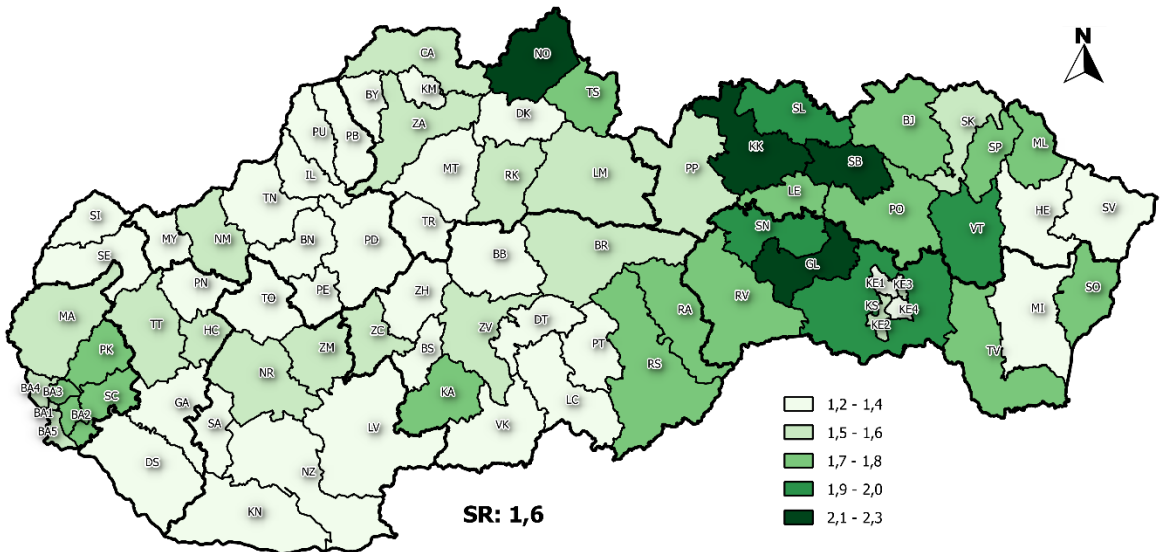 NO
CA
N
KM
BY
TS
SL
DK
PU
PB
ZA
BJ
SK
SP
ML
KK
SB
MT
RK
LM
PP
IL
LE
TN
PO
HE
SV
SI
MY
NM
BN
PD
TR
BR
SN
VT
SE
BB
GL
PN
TO
PE
ZH
KE1
KE3
SO
MA
TT
HC
ZC
RV
RA
KS
KE4
MI
KE2
DT
ZV
PK
ZM
BS
PT
TV
NR
RS
BA4
BA3
SC
KA
GA
SA
LC
1,2 - 1,4
BA1
BA2
LV
VK
1,5 - 1,6
BA5
DS
NZ
1,7 - 1,8
1,9 - 2,0
KN
SR: 1,6
2,1 - 2,3